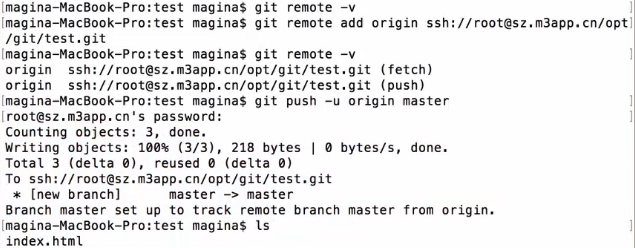 magina-MacBook-Pro:test magina$ git remote -v
magina-MacBook-Pro:test magina$ git remote add origin ssh://root@sz.m3app.cn/opt
/git/test.git
magina-MacBook-Pro:test magina$ git remote -v
origin  ssh://root@sz.m3app.cn/opt/git/test.git (fetch)
origin  ssh://root@sz.m3app.cn/opt/git/test.git (push)
magina-MacBook-Pro:test magina$ git push -u origin master
root@sz.m3app.cn's password:
Counting objects: 3, done.
Writing objects: 100% (3/3), 218 bytes | 0 bytes/s, done.
Total 3 (delta 0), reused 0 (delta 0)
To ssh://root@sz.m3app.cn/opt/git/test.git
 * [new branch]      master -> master
Branch master set up to track remote branch master from origin.
magina-MacBook-Pro:test magina$ ls
index.html